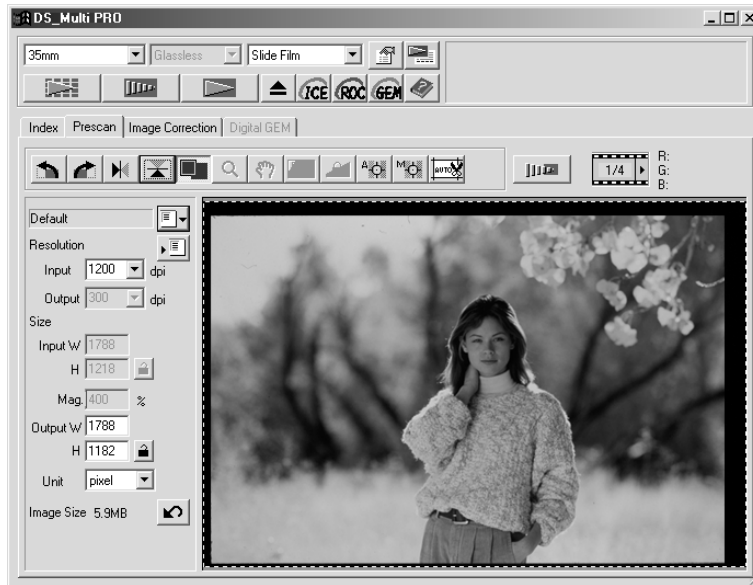 DS_Multi PRO
35mm Glassless Slide Film
ICE ROC GEM ?
Index Prescan Image Correction Digital GEM
A M AUTO 1/4 R:
G:
B:
Default
Resolution
Input 1200 dpi
Output 300 dpi
Size
Input W 1788
H 1218
Mag. 400 %
Output W 1788
H 1182
Unit pixel
Image Size 5.9MB